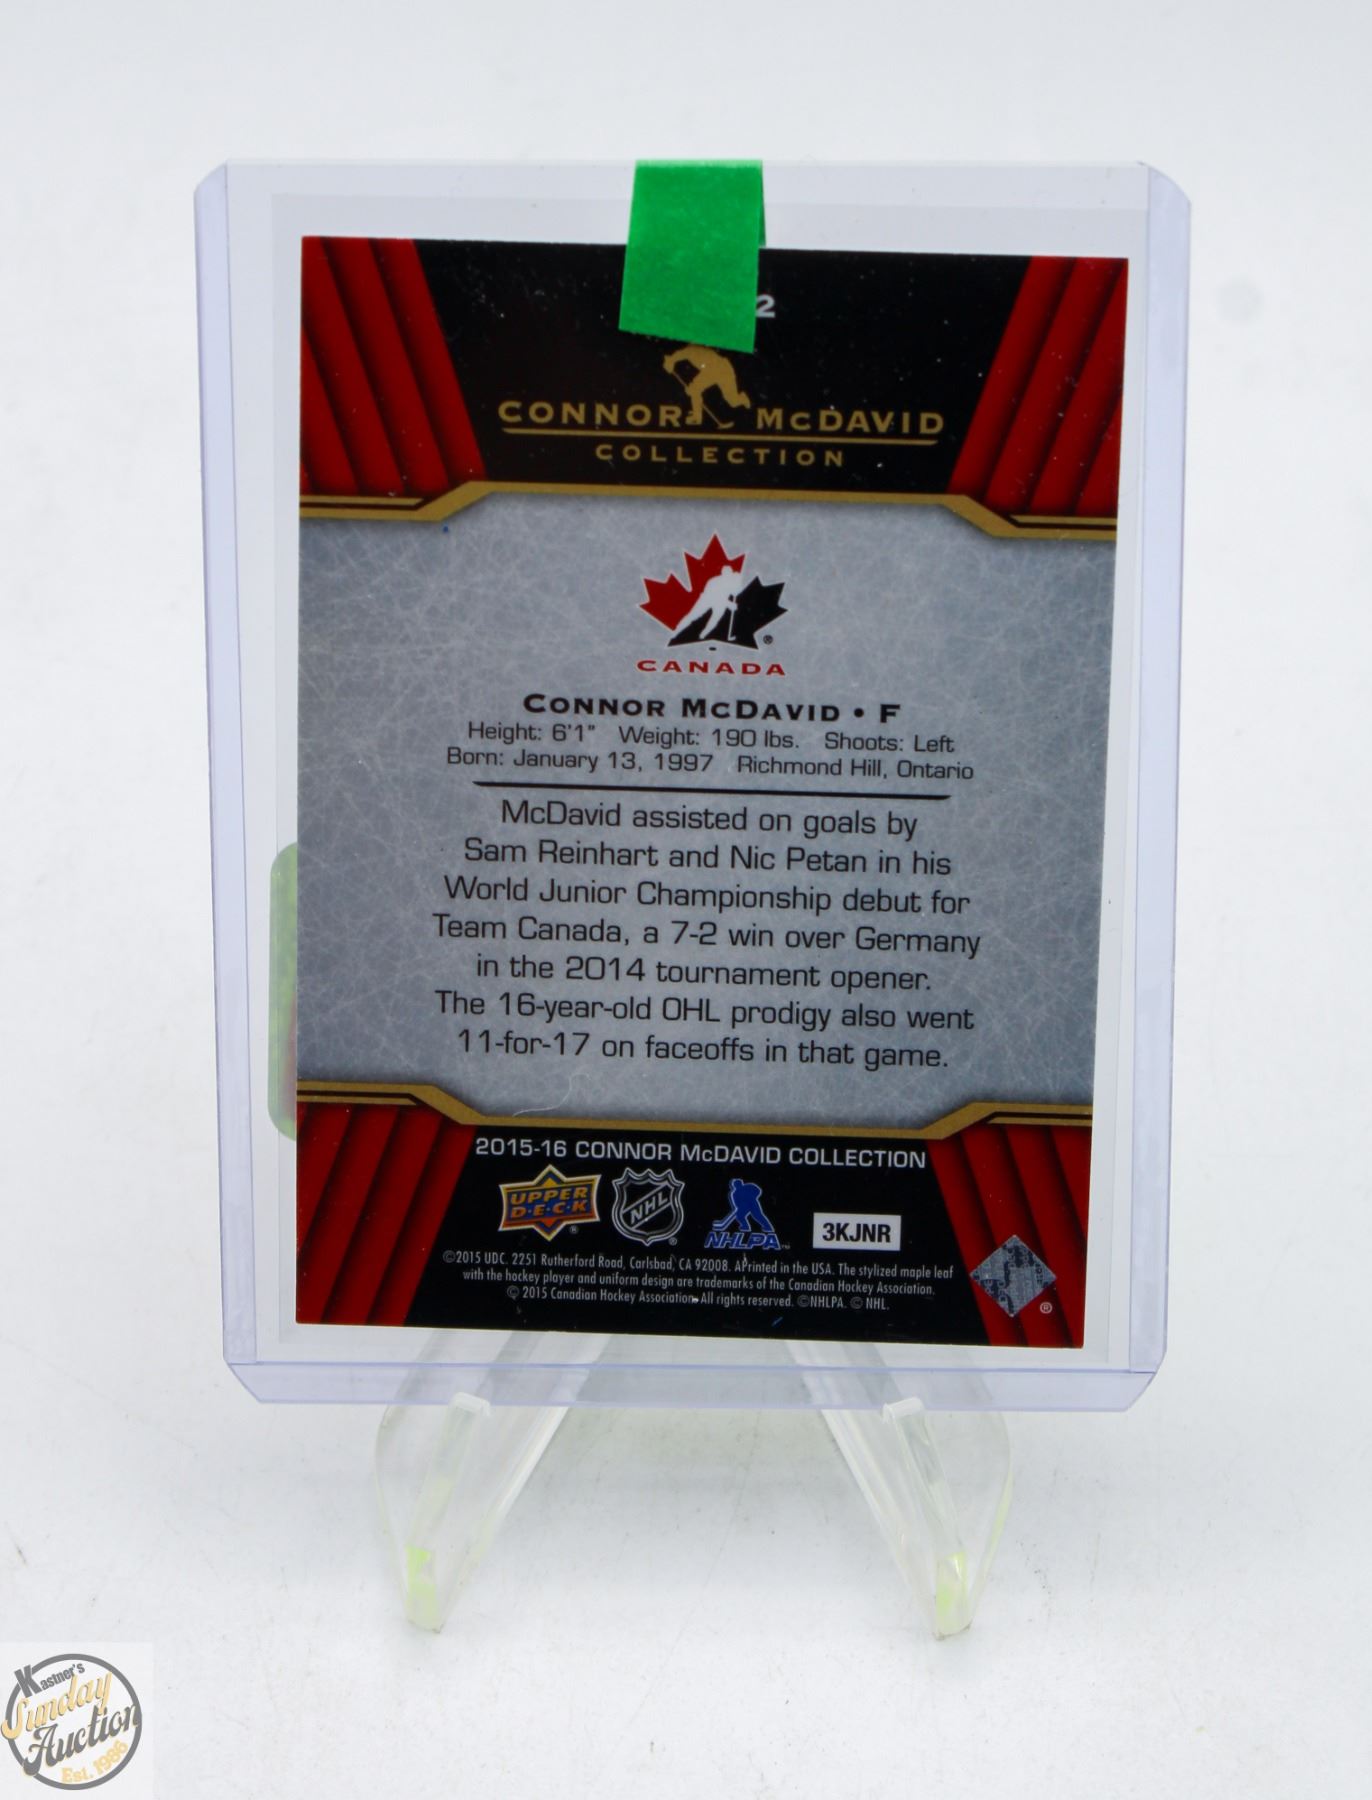 2
CONNOR McDAVID
COLLECTION
CANADA
CONNOR McDAVID • F
Height: 6'1" Weight: 190 lbs. Shoots: Left
Born: January 13, 1997 Richmond Hill, Ontario
McDavid assisted on goals by
Sam Reinhart and Nic Petan in his
World Junior Championship debut for
Team Canada, a 7-2 win over Germany
in the 2014 tournament opener.
The 16-year-old OHL prodigy also went
11-for-17 on faceoffs in that game.
2015-16 CONNOR McDAVID COLLECTION
UPPER
D·E·C·K
NHL
NHLPA
3KJNR
©2015 UDC. 2251 Rutherford Road, Carlsbad, CA 92008. Printed in the USA. The stylized maple leaf
with the hockey player and uniform design are trademarks of the Canadian Hockey Association.
© 2015 Canadian Hockey Association. All rights reserved. ©NHLPA. © NHL.
Kastner's
Sunday
Auction
Est. 1986